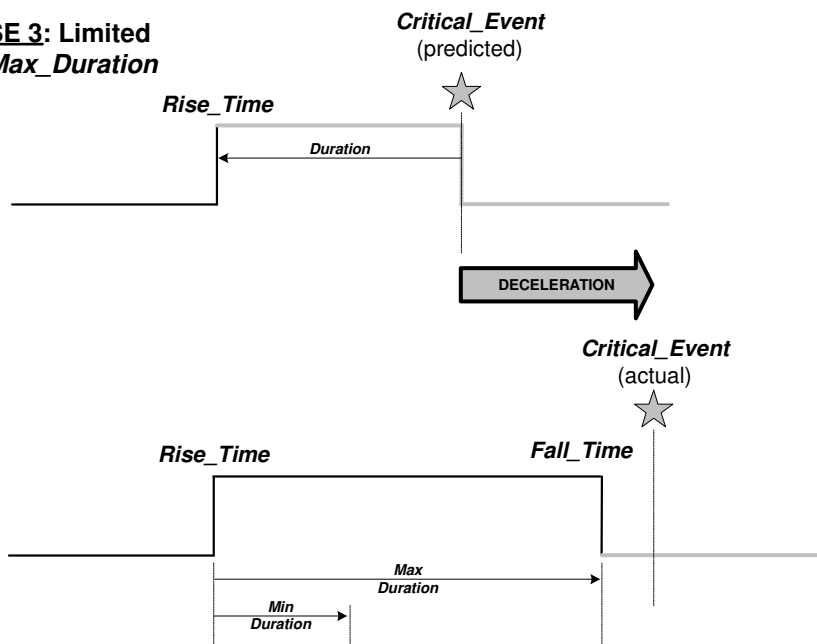 SE 3: Limited
Max_Duration
Critical_Event
(predicted)
Rise_Time
Duration
DECELERATION
Critical_Event
(actual)
Rise_Time
Fall_Time
Max
Duration
Min
Duration